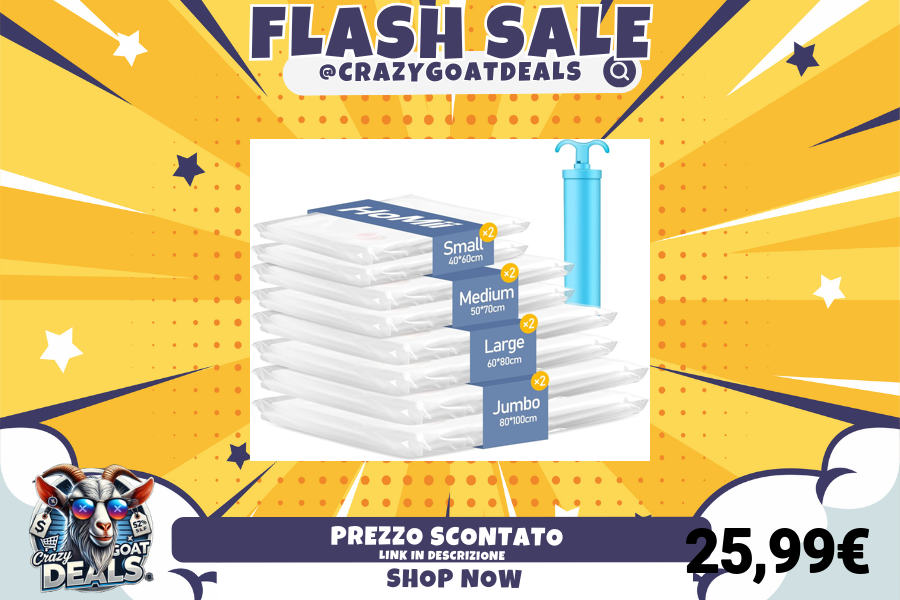 FLASH SALE
@CRAZYGOATDEALS
HoMii
Small
×2
40*60cm
Medium
×2
50*70cm
Large
×2
60*80cm
Jumbo
×2
80*100cm
PREZZO SCONTATO
LINK IN DESCRIZIONE
SHOP NOW
25,99€
$
52%
Crazy
GOAT
DEALS